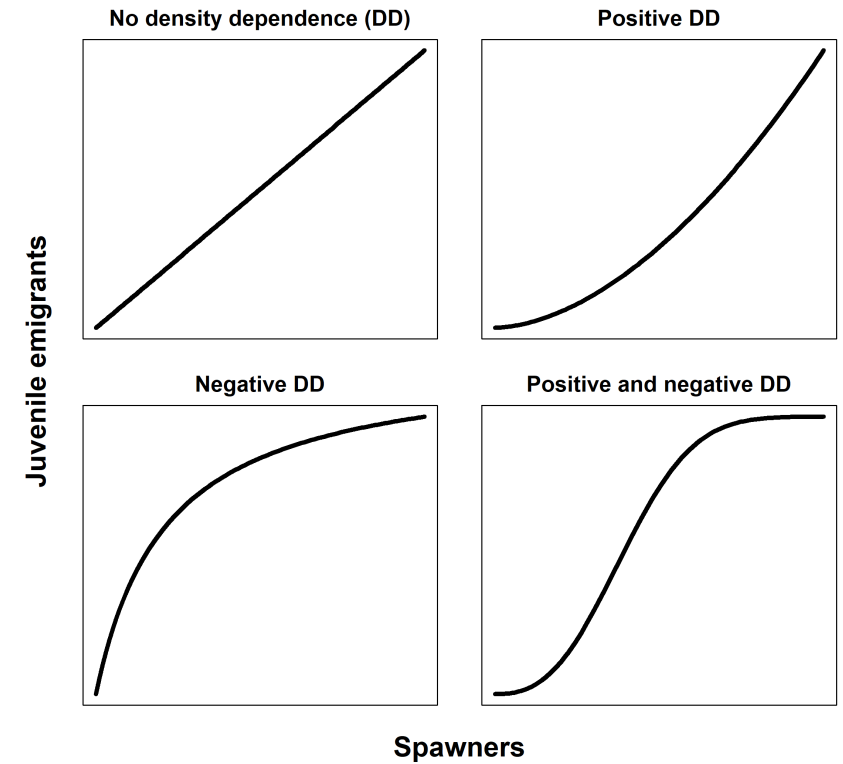 No density dependence (DD)
Positive DD
Juvenile emigrants
Negative DD
Positive and negative DD
Spawners